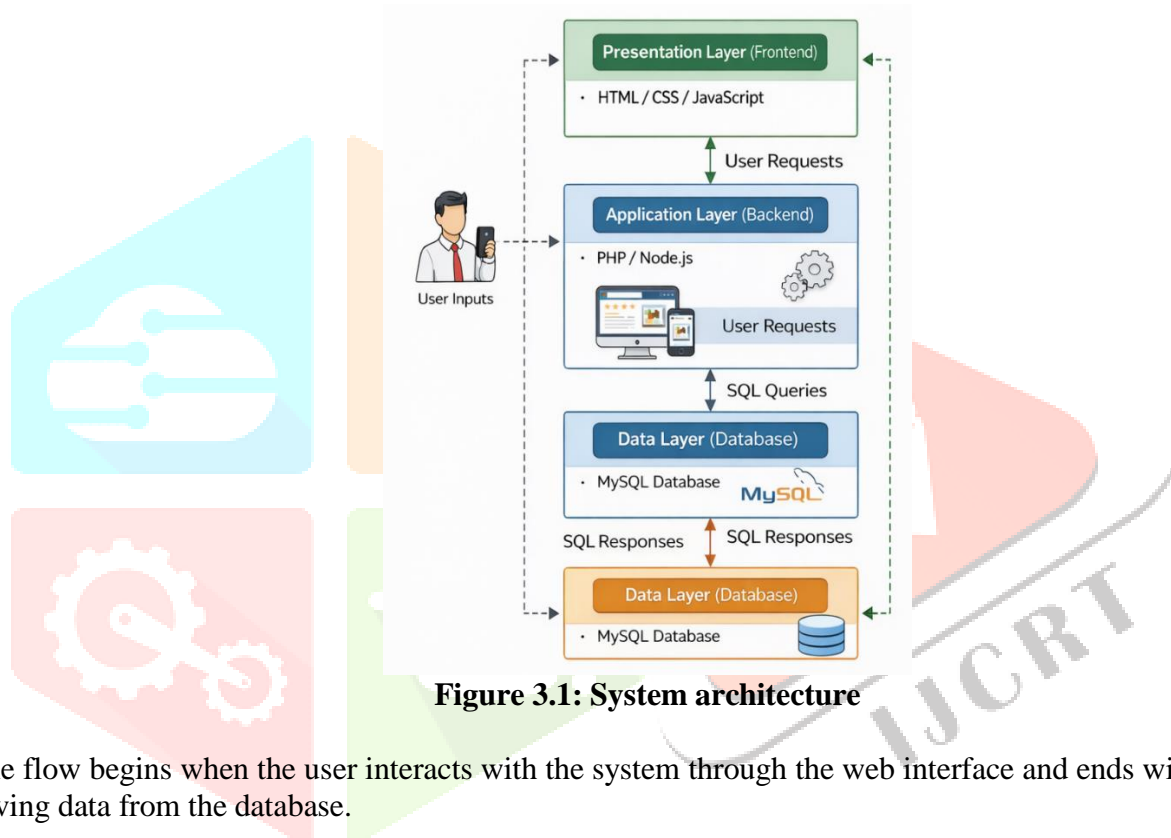 Presentation Layer (Frontend)
· HTML / CSS / JavaScript
User Requests
Application Layer (Backend)
· PHP / Node.js
User Inputs
User Requests
SQL Queries
Data Layer (Database)
· MySQL Database
MySQL
SQL Responses SQL Responses
Data Layer (Database)
· MySQL Database
IJCRT
Figure 3.1: System architecture
e flow begins when the user interacts with the system through the web interface and ends wi
ving data from the database.